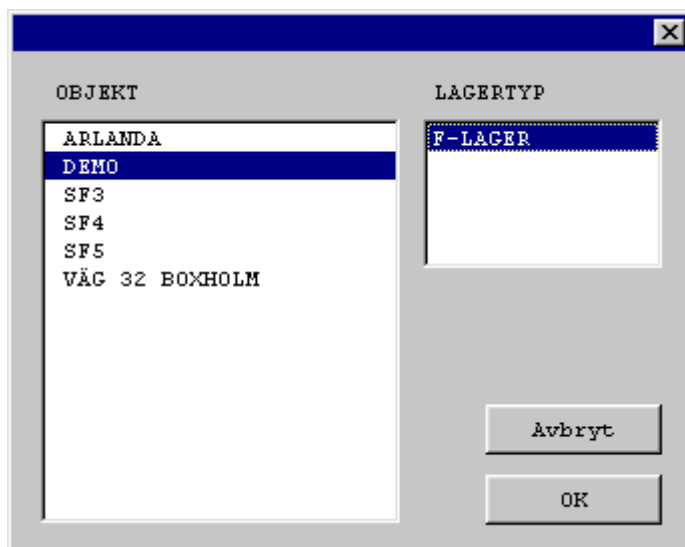 OBJEKT
ARLANDA
DEMO
SF3
SF4
SF5
VÄG 32 BOXHOLM
LAGERTYP
F-LAGER
Avbryt
OK